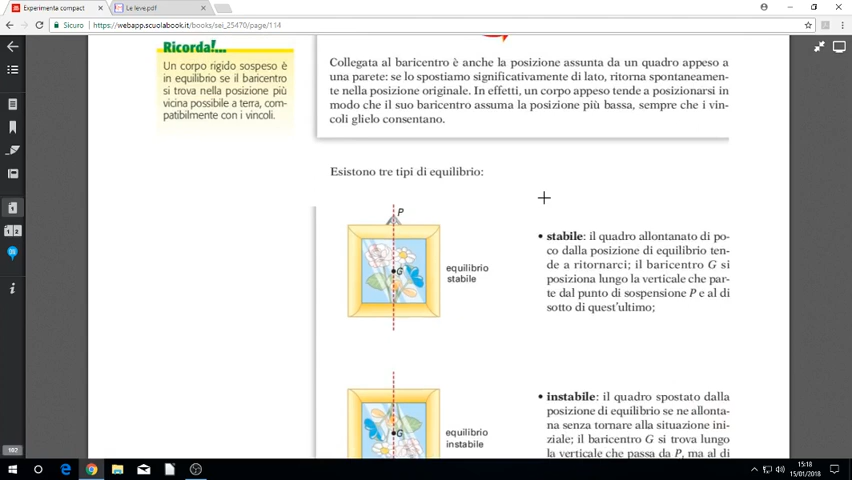 Experimenta compact
Le leve.pdf
Sicuro
https://webapp.scuolabook.it/books/sei_25470/page/114
Ricorda!...
Un corpo rigido sospeso è
in equilibrio se il baricentro
si trova nella posizione più
vicina possibile a terra, com-
patibilmente con i vincoli.
Collegata al baricentro è anche la posizione assunta da un quadro appeso a
una parete: se lo spostiamo significativamente di lato, ritorna spontaneamen-
te nella posizione originale. In effetti, un corpo appeso tende a posizionarsi in
modo che il suo baricentro assuma la posizione più bassa, sempre che i vin-
coli glielo consentano.
Esistono tre tipi di equilibrio:
P
G
equilibrio
stabile
• stabile: il quadro allontanato di po-
co dalla posizione di equilibrio ten-
de a ritornarci; il baricentro G si
posiziona lungo la verticale che par-
te dal punto di sospensione P e al di
sotto di quest'ultimo;
G
equilibrio
instabile
• instabile: il quadro spostato dalla
posizione di equilibrio se ne allonta-
na senza tornare alla situazione ini-
ziale; il baricentro G si trova lungo
la verticale che passa da P, ma al di
15:18
15/01/2018